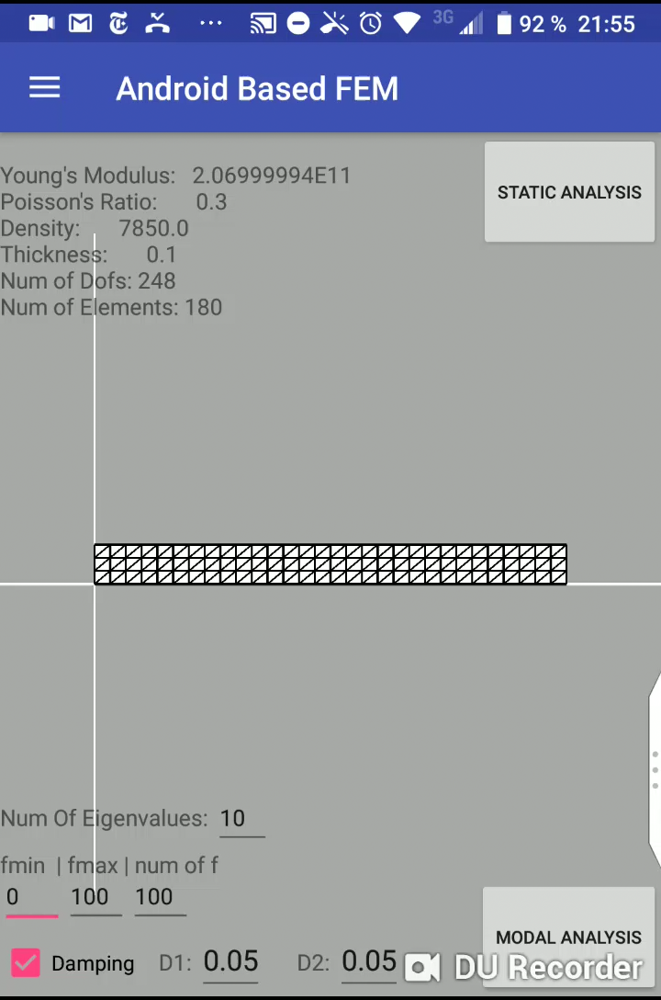 3G 92 % 21:55
Android Based FEM
Young's Modulus: 2.06999994E11
Poisson's Ratio: 0.3
Density: 7850.0
Thickness: 0.1
Num of Dofs: 248
Num of Elements: 180
STATIC ANALYSIS
Num Of Eigenvalues: 10
fmin | fmax | num of f
0 100 100
MODAL ANALYSIS
Damping D1: 0.05 D2: 0.05
DU Recorder